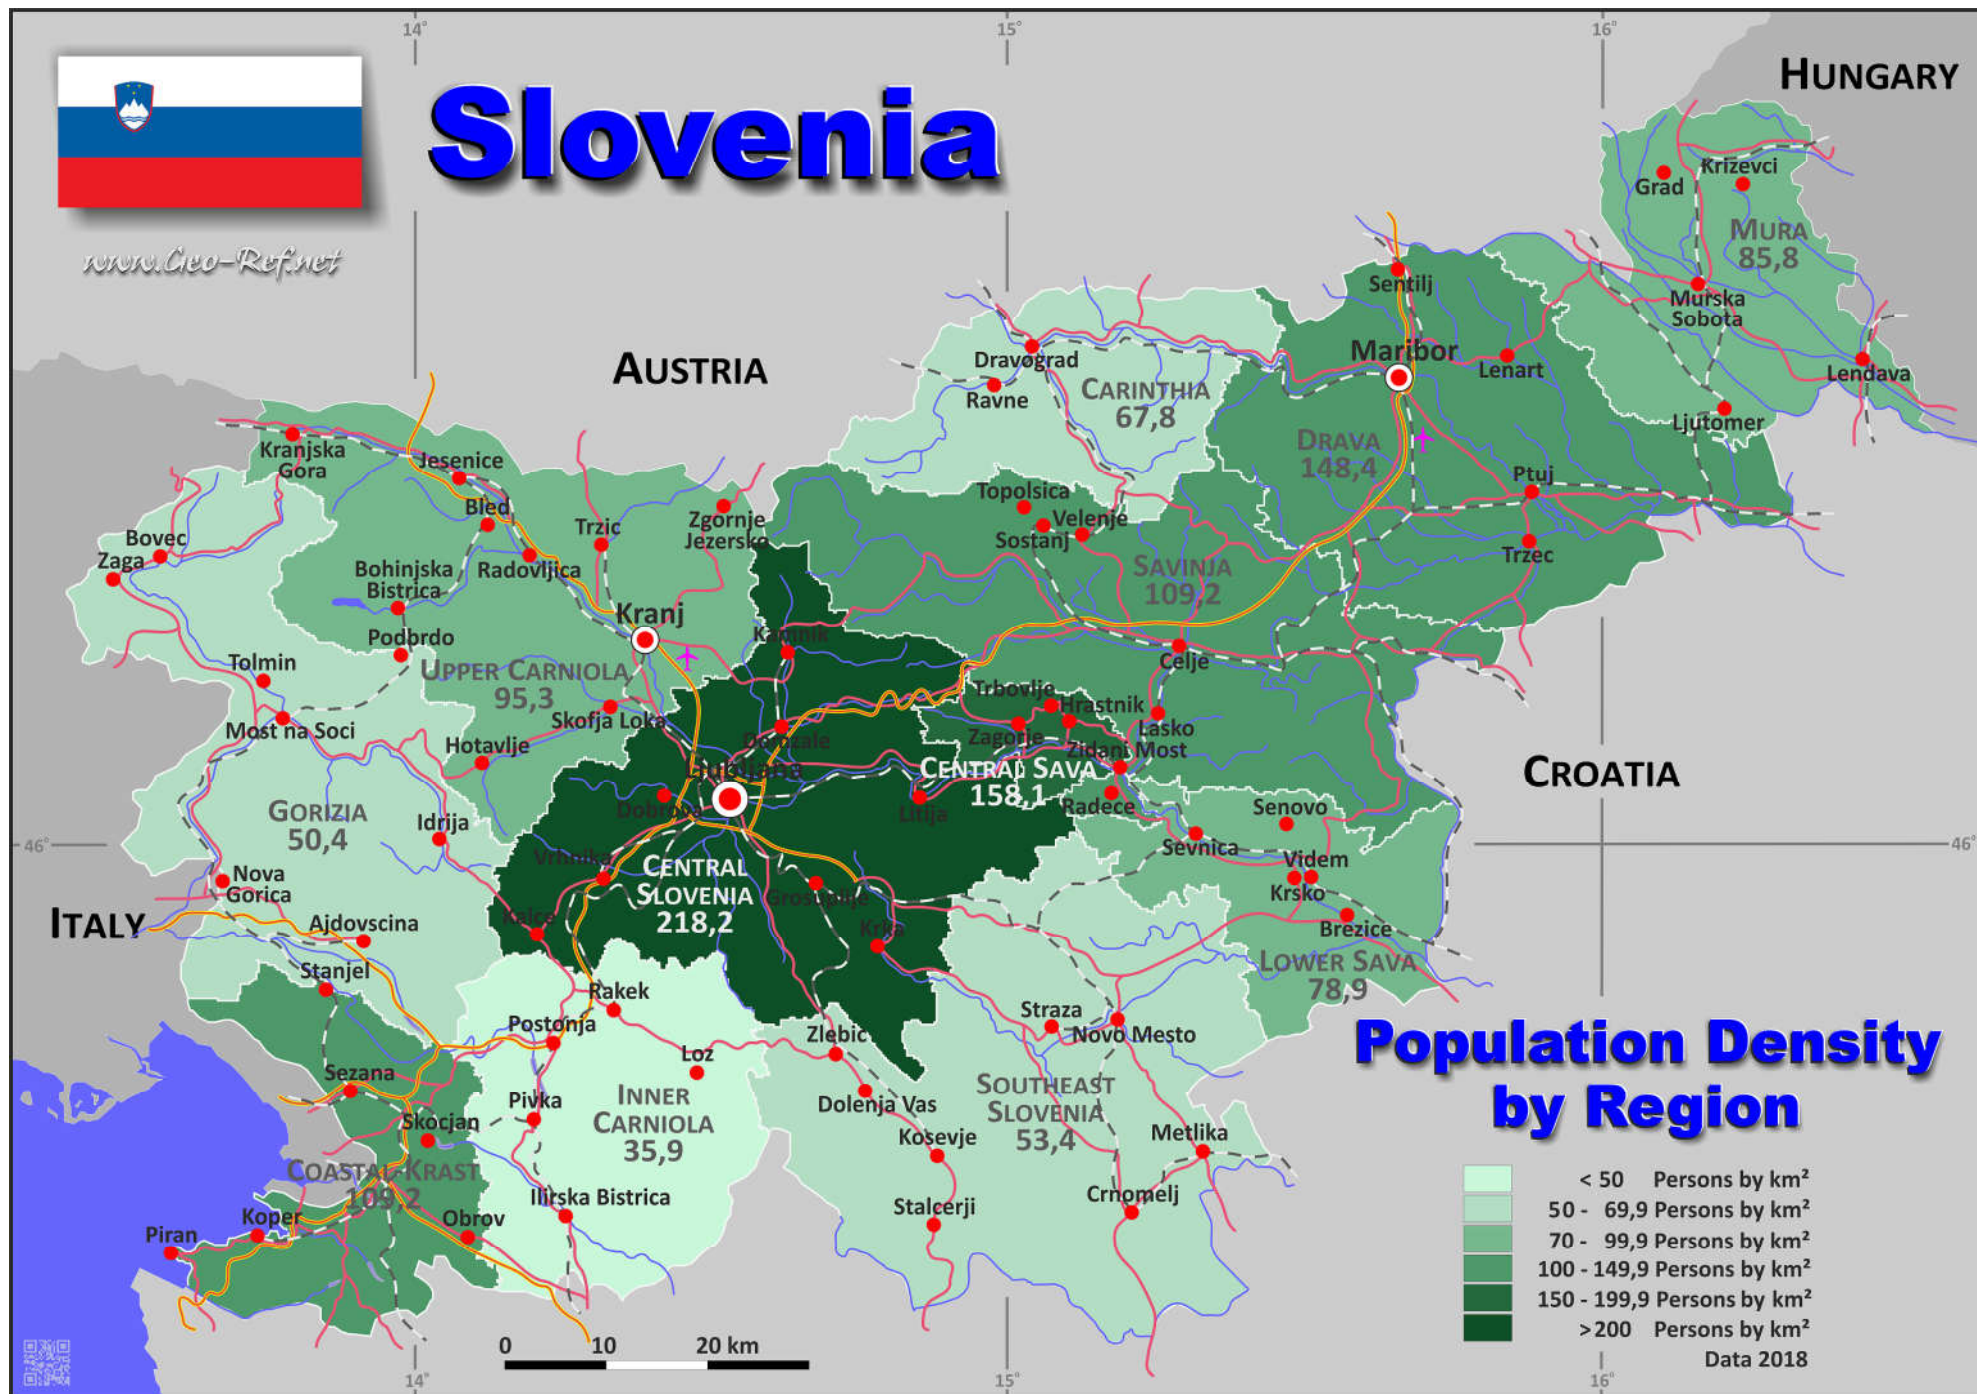 14°
15°
16°
HUNGARY
Slovenia
www.Geo-Ref.net
Krizevci
Grad
MURA
85,8
Sentilj
Murska
Sobota
AUSTRIA
Maribor
Dravograd
Lenart
Lendava
Ravne
CARINTHIA
67,8
Ljutomer
Kranjska
Gora
Jesenice
DRAVA
148,4
Ptuj
Topolsica
Bled
Velenje
Trzic
Zgornje
Jezersko
Sostanj
Bovec
Zaga
Trzec
Bohinjska
Bistrica
Radovljica
SAVINJA
109,2
Kranj
Podbrdo
Kamnik
Tolmin
UPPER CARNIOLA
95,3
Celje
Trbovlje
Hrastnik
Skofja Loka
Most na Soci
Lasko
Zagorje
Hotavlje
Domzale
Zidani Most
Ljubljana
CENTRAL SAVA
158,1
CROATIA
Dobrova
Litija
Radece
Senovo
GORIZIA
50,4
Idrija
46°
46°
Sevnica
Vrhnika
Videm
CENTRAL
SLOVENIA
218,2
Nova
Gorica
Grosuplje
Krsko
ITALY
Ajdovscina
Kalce
Krka
Brezice
Stanjel
LOWER SAVA
78,9
Rakek
Straza
Postonja
Zlebic
Novo Mesto
Population Density
by Region
Loz
Sezana
SOUTHEAST
SLOVENIA
53,4
Pivka
INNER
CARNIOLA
35,9
Dolenja Vas
Skocjan
Kosevje
Metlika
COASTAL-KRAST
109,2
Ilirska Bistrica
Crnomelj
Stalcerji
Koper
Obrov
Piran
< 50 Persons by km²
50 - 69,9 Persons by km²
70 - 99,9 Persons by km²
100 - 149,9 Persons by km²
150 - 199,9 Persons by km²
>200 Persons by km²
Data 2018
0 10 20 km
14°
15°
16°